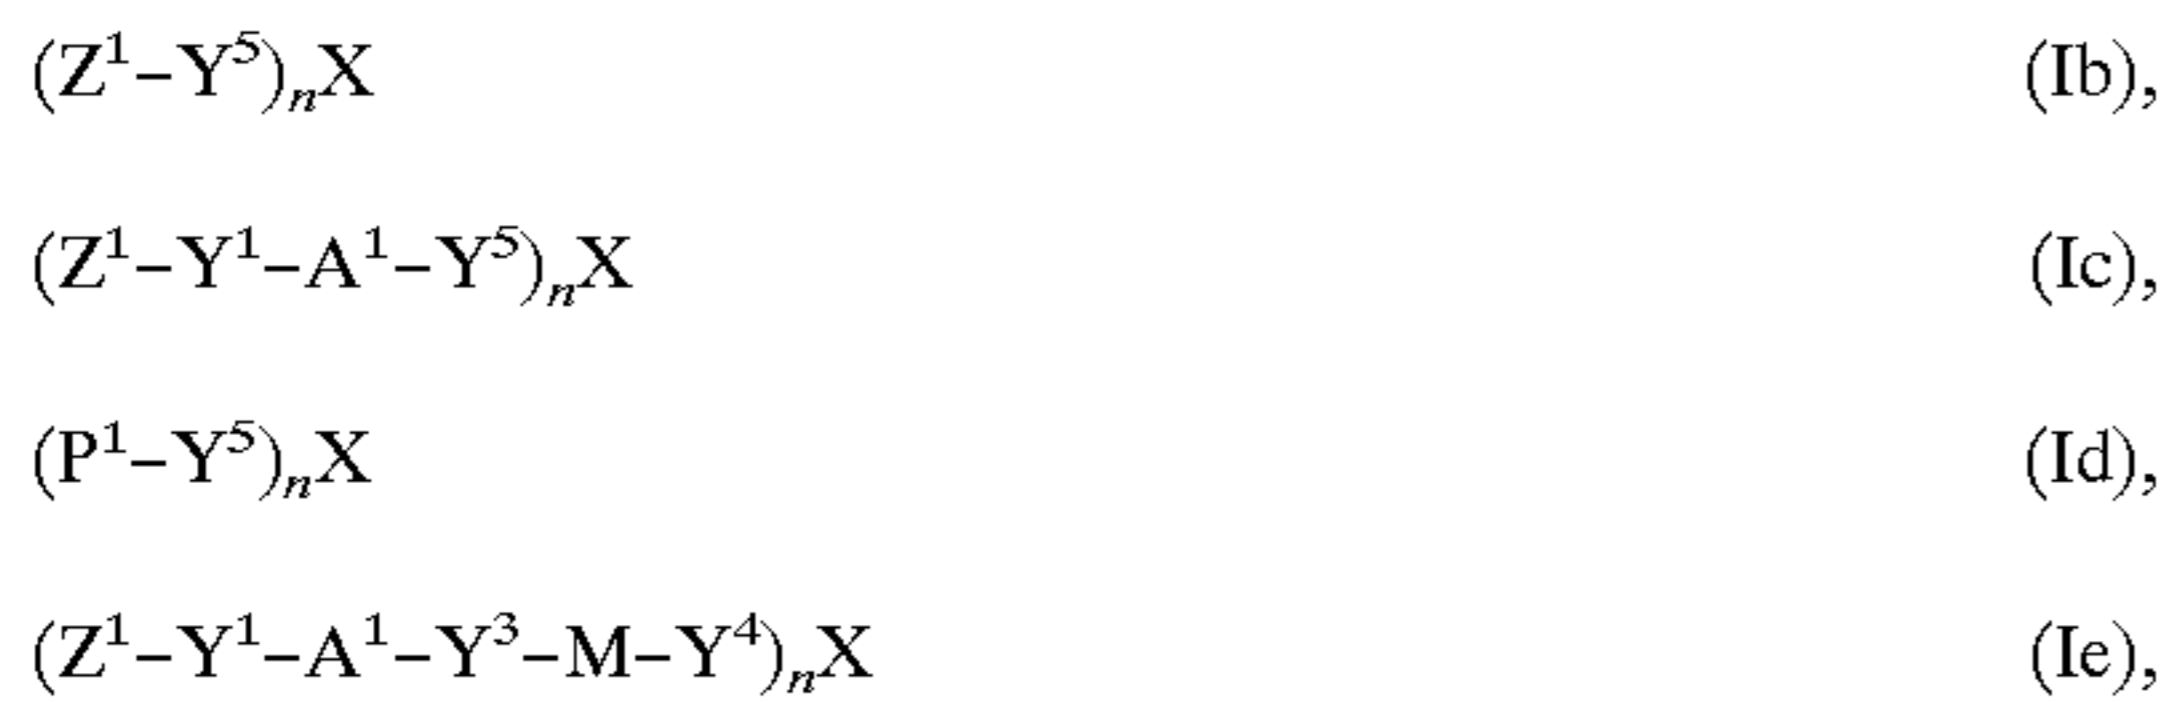 (Z¹–Y⁵)ₙX (Ib),
(Z¹–Y¹–A¹–Y⁵)ₙX (Ic),
(P¹–Y⁵)ₙX (Id),
(Z¹–Y¹–A¹–Y³–M–Y⁴)ₙX (Ie),